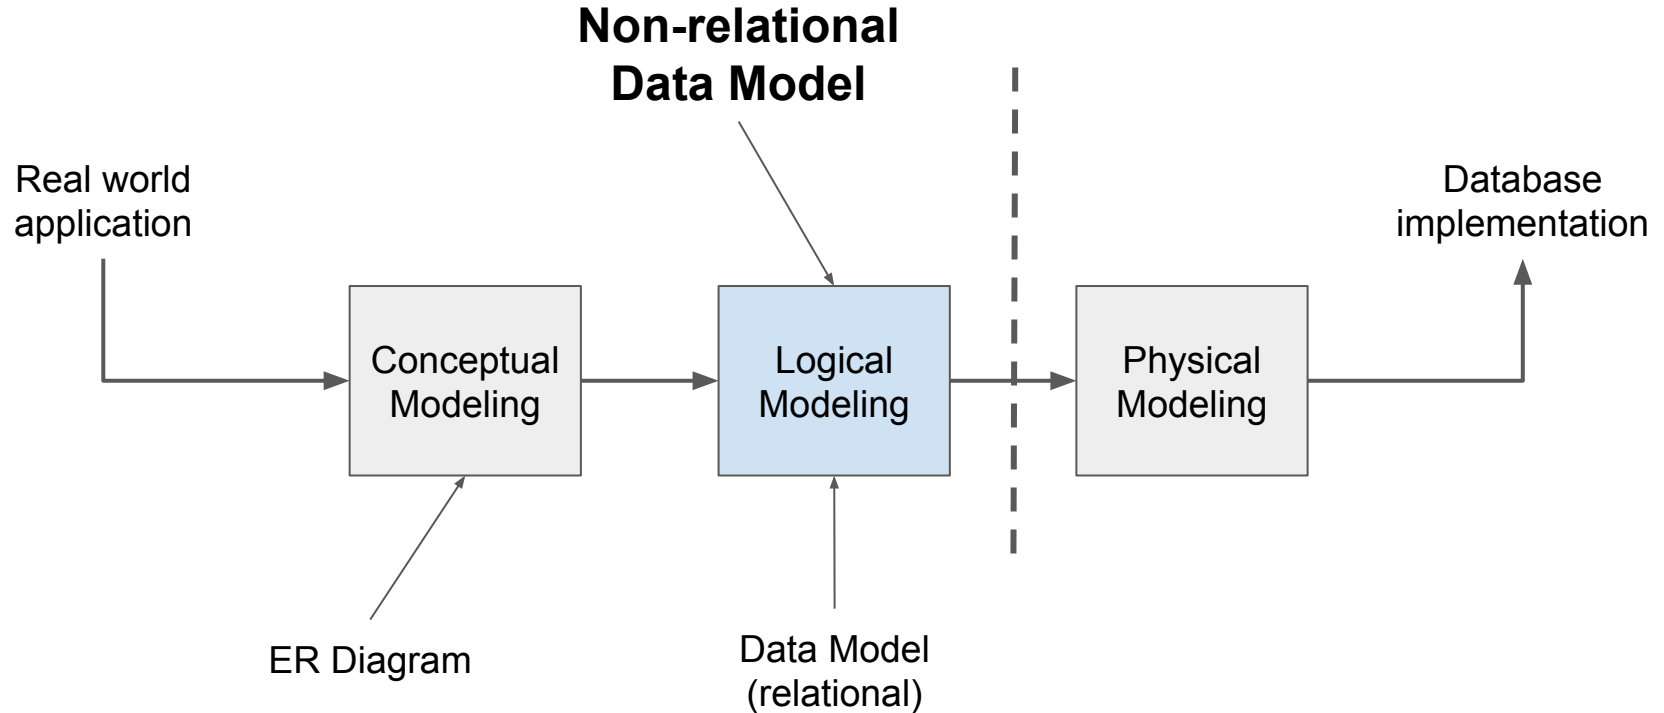 Non-relational
Data Model
Real world
application
Database
implementation
Conceptual
Modeling
Logical
Modeling
Physical
Modeling
ER Diagram
Data Model
(relational)